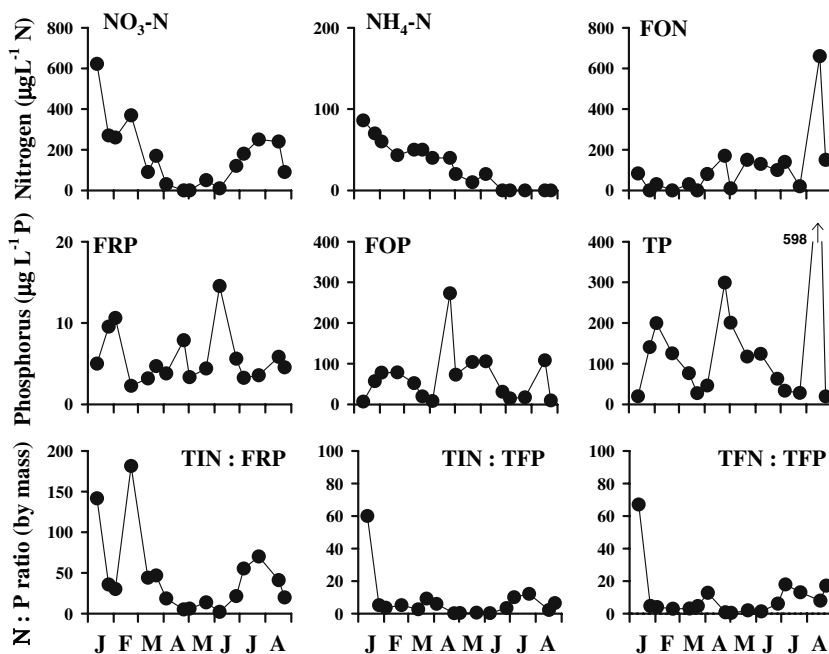 NO₃-N NH₄-N FON
Nitrogen (µgL⁻¹ N)
800 600 400 200 0
200 100 0
800 600 400 200 0
FRP FOP TP
Phosphorus (µg L⁻¹ P)
20 10 0
400 300 200 100 0
400 300 200 100 0
598
TIN : FRP TIN : TFP TFN : TFP
N : P ratio (by mass)
200 150 100 50 0
100 80 60 40 20 0
100 80 60 40 20 0
J F M A M J J A J F M A M J J A J F M A M J J A